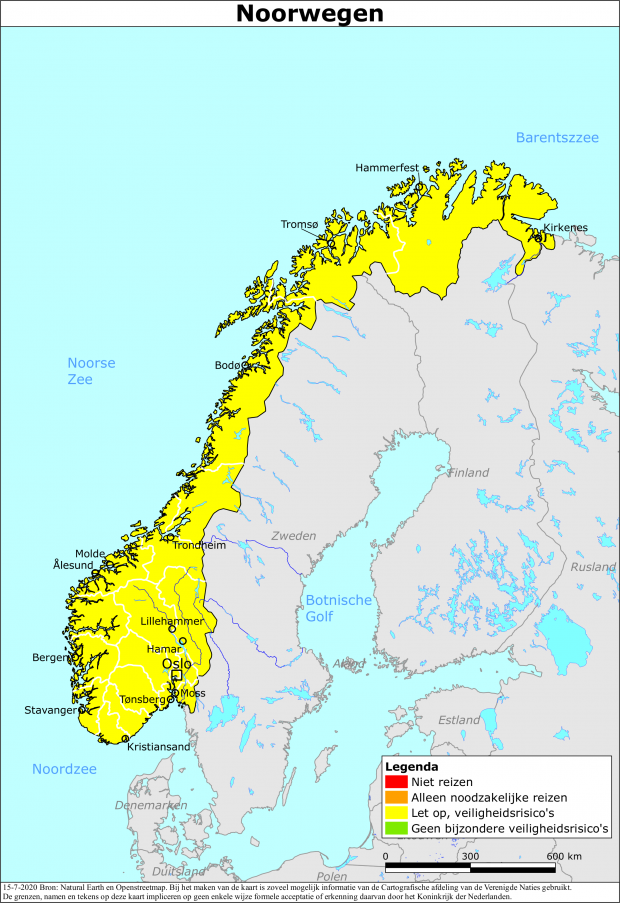 Noorwegen
Barentszzee
Hammerfest
Tromsø
Kirkenes
Noorse
Zee
Bodø
Finland
Zweden
Trondheim
Molde
Ålesund
Rusland
Botnische
Golf
Lillehammer
Hamar
Bergen
Oslo
Åland
Tønsberg
Moss
Stavanger
Estland
Kristiansand
Noordzee
Denemarken
Duitsland
Polen
Legenda
Niet reizen
Alleen noodzakelijke reizen
Let op, veiligheidsrisico's
Geen bijzondere veiligheidsrisico's
0 300 600 km
15-7-2020 Bron: Natural Earth en Openstreetmap. Bij het maken van de kaart is zoveel mogelijk informatie van de Cartografische afdeling van de Verenigde Naties gebruikt.
De grenzen, namen en tekens op deze kaart impliceren op geen enkele wijze formele acceptatie of erkenning daarvan door het Koninkrijk der Nederlanden.